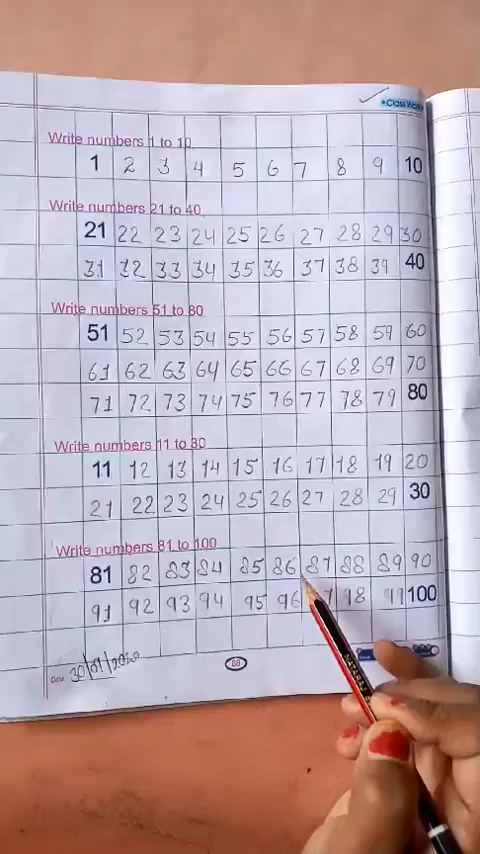 Class Work
Write numbers 1 to 10
1 2 3 4 5 6 7 8 9 10
Write numbers 21 to 40
21 22 23 24 25 26 27 28 29 30
31 32 33 34 35 36 37 38 39 40
Write numbers 51 to 80
51 52 53 54 55 56 57 58 59 60
61 62 63 64 65 66 67 68 69 70
71 72 73 74 75 76 77 78 79 80
Write numbers 11 to 30
11 12 13 14 15 16 17 18 19 20
21 22 23 24 25 26 27 28 29 30
Write numbers 81 to 100
81 82 83 84 85 86 87 88 89 90
91 92 93 94 95 96 7 98 99 100
Date
68